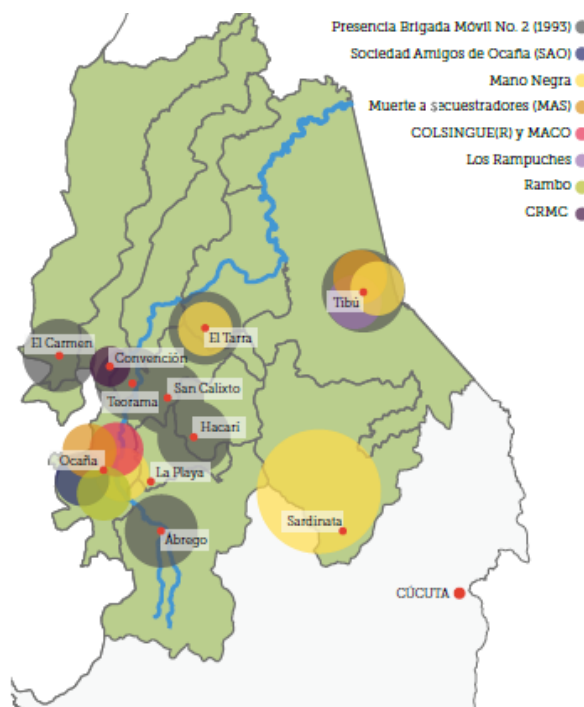 Presencia Brigada Móvil No. 2 (1993)
Sociedad Amigos de Ocaña (SAO)
Mano Negra
Muerte a secuestradores (MAS)
COLSINGUE(R) y MACO
Los Rampuches
Rambo
CRMC
Tibú
El Tarra
El Carmen
Convención
Teorama
San Calixto
Hacarí
Ocaña
La Playa
Sardinata
Ábrego
CÚCUTA